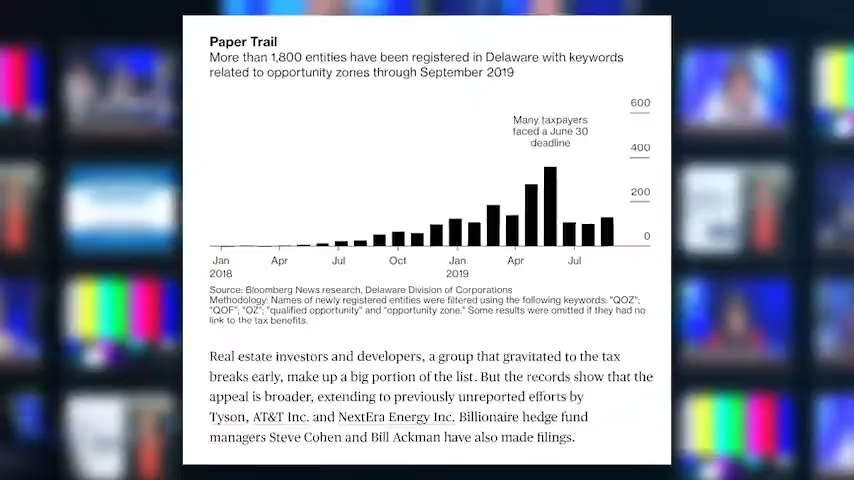 Paper Trail
More than 1,800 entities have been registered in Delaware with keywords
related to opportunity zones through September 2019
600
Many taxpayers
faced a June 30
deadline
400
200
0
Jan
2018
Apr
Jul
Oct
Jan
2019
Apr
Jul
Source: Bloomberg News research, Delaware Division of Corporations
Methodology: Names of newly registered entities were filtered using the following keywords: "QOZ";
"QOF"; "OZ"; "qualified opportunity" and "opportunity zone." Some results were omitted if they had no
link to the tax benefits.
Real estate investors and developers, a group that gravitated to the tax
breaks early, make up a big portion of the list. But the records show that the
appeal is broader, extending to previously unreported efforts by
Tyson, AT&T Inc. and NextEra Energy Inc. Billionaire hedge fund
managers Steve Cohen and Bill Ackman have also made filings.